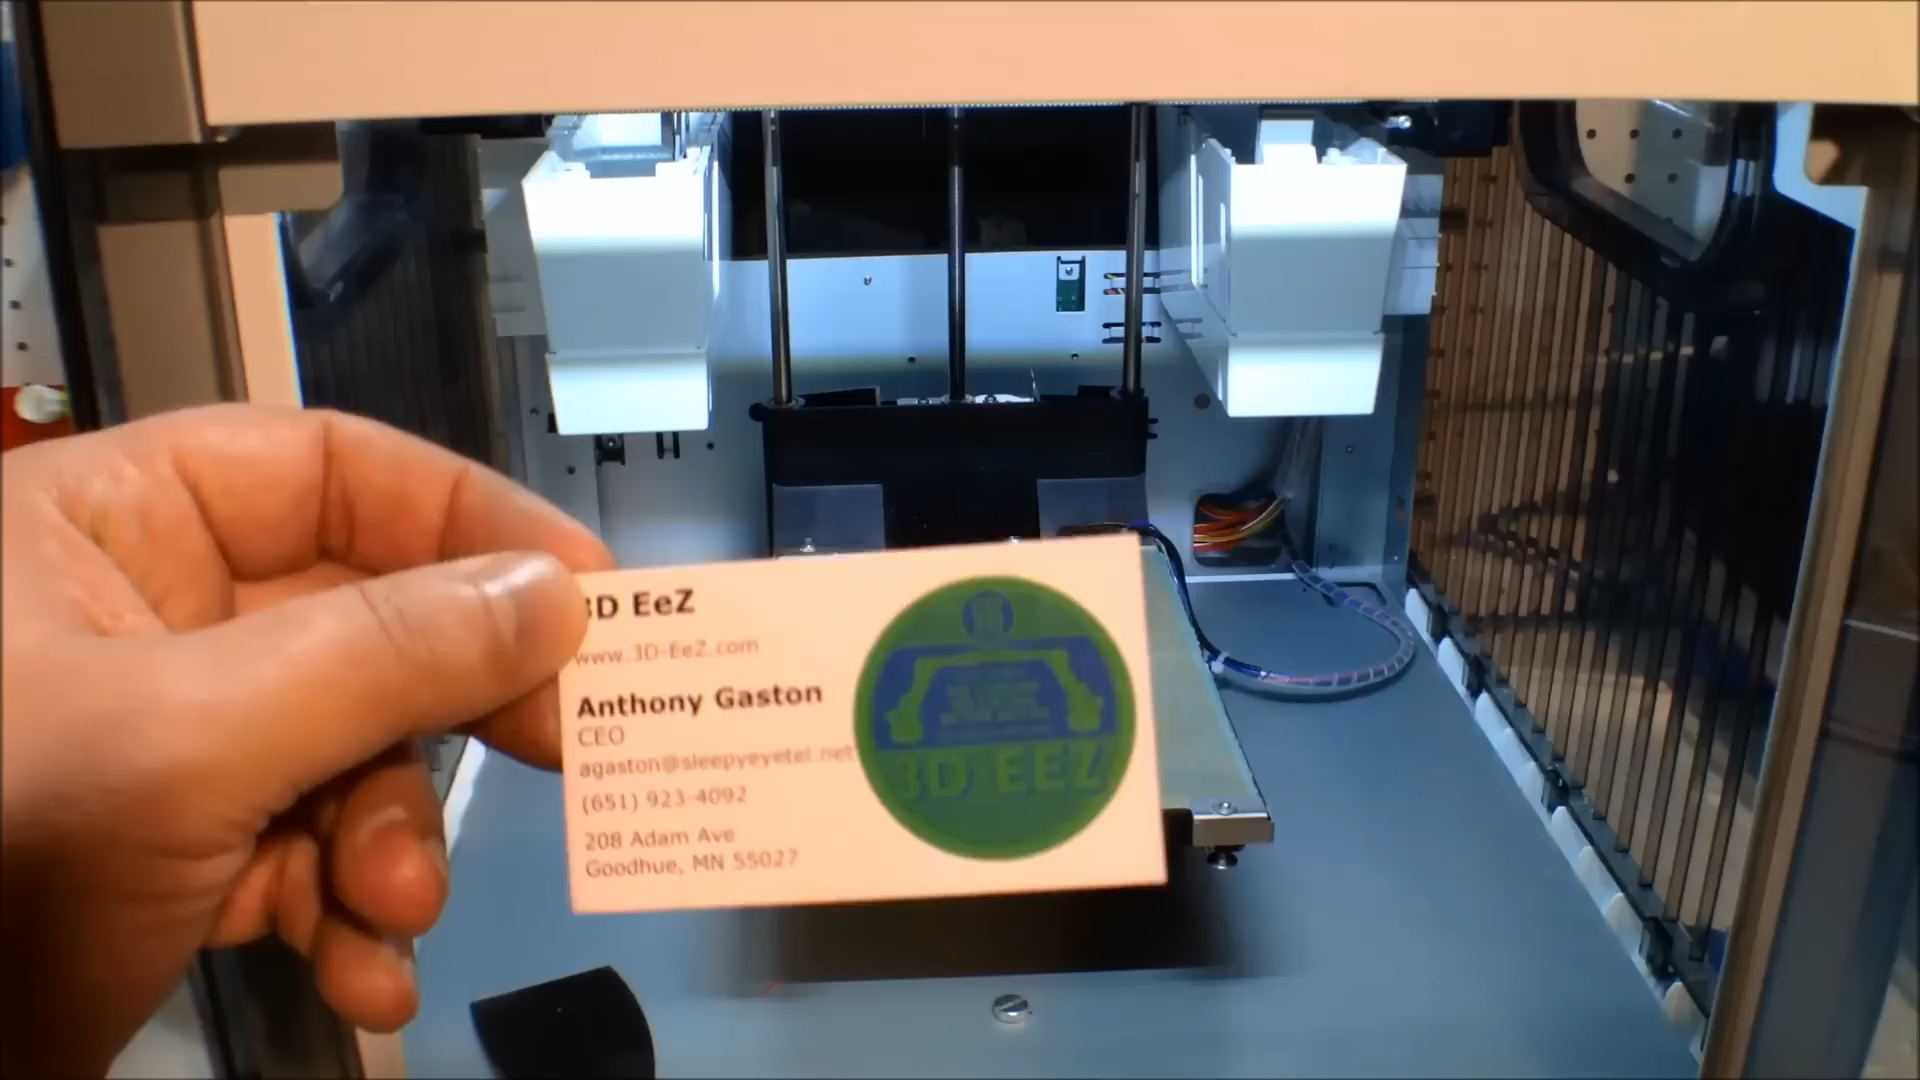 3D EeZ
www.3D-EeZ.com
Anthony Gaston
CEO
agaston@sleepyeyetel.net
(651) 923-4092
208 Adam Ave
Goodhue, MN 55027
3D-EEZ